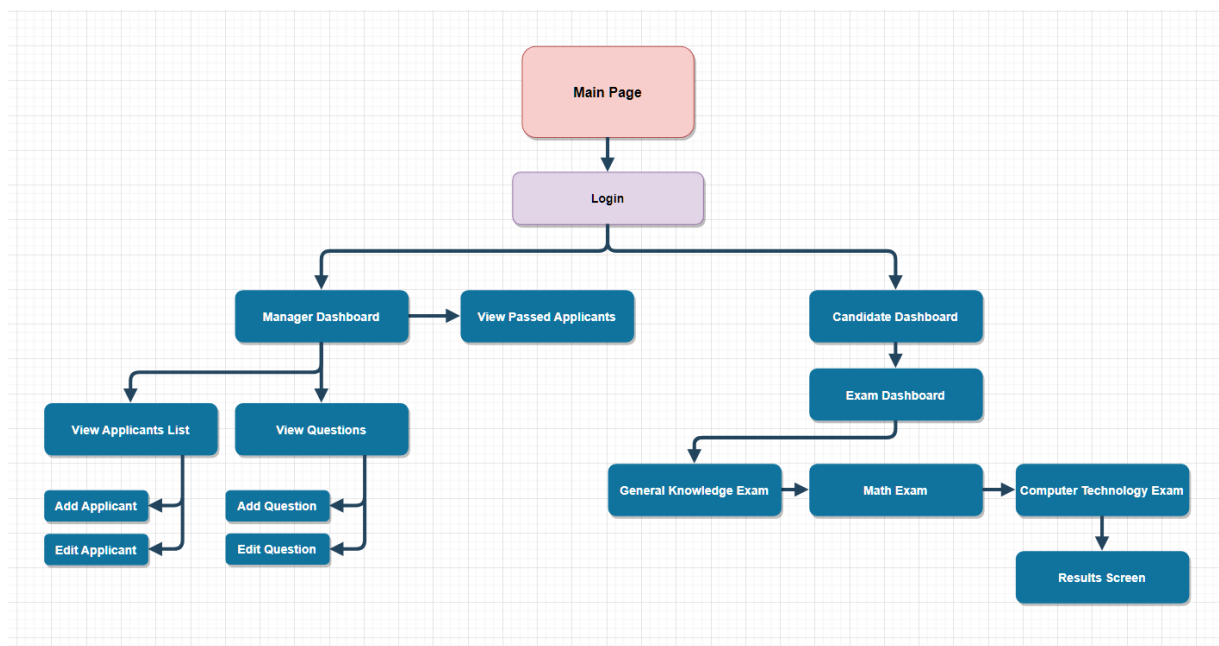 Main Page
Login
Manager Dashboard
View Passed Applicants
Candidate Dashboard
Exam Dashboard
View Applicants List
View Questions
General Knowledge Exam
Math Exam
Computer Technology Exam
Add Applicant
Add Question
Edit Applicant
Edit Question
Results Screen